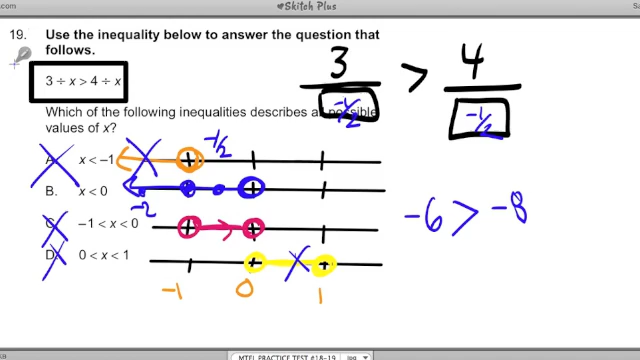 Skitch Plus
19. Use the inequality below to answer the question that follows.
3 ÷ x > 4 ÷ x
Which of the following inequalities describes all possible values of x?
A. x < −1
B. x < 0
C. −1 < x < 0
D. 0 < x < 1
-1/2
-2
-1 0 1
3 > 4
-1/2 -1/2
-6 > -8
MTEL PRACTICE TEST #18-19
jpg